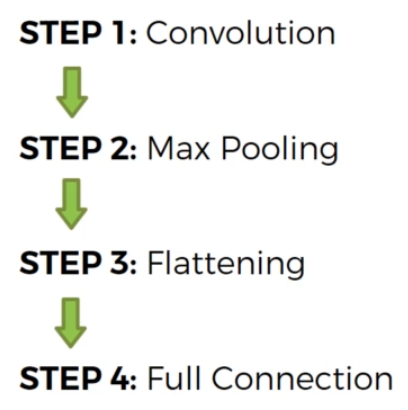 STEP 1: Convolution
STEP 2: Max Pooling
STEP 3: Flattening
STEP 4: Full Connection